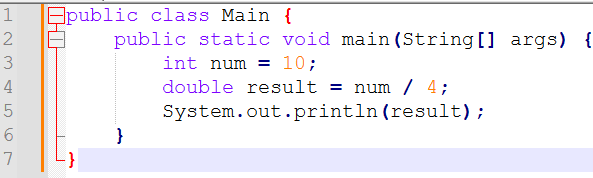 1 public class Main {
2     public static void main(String[] args) {
3         int num = 10;
4         double result = num / 4;
5         System.out.println(result);
6     }
7 }